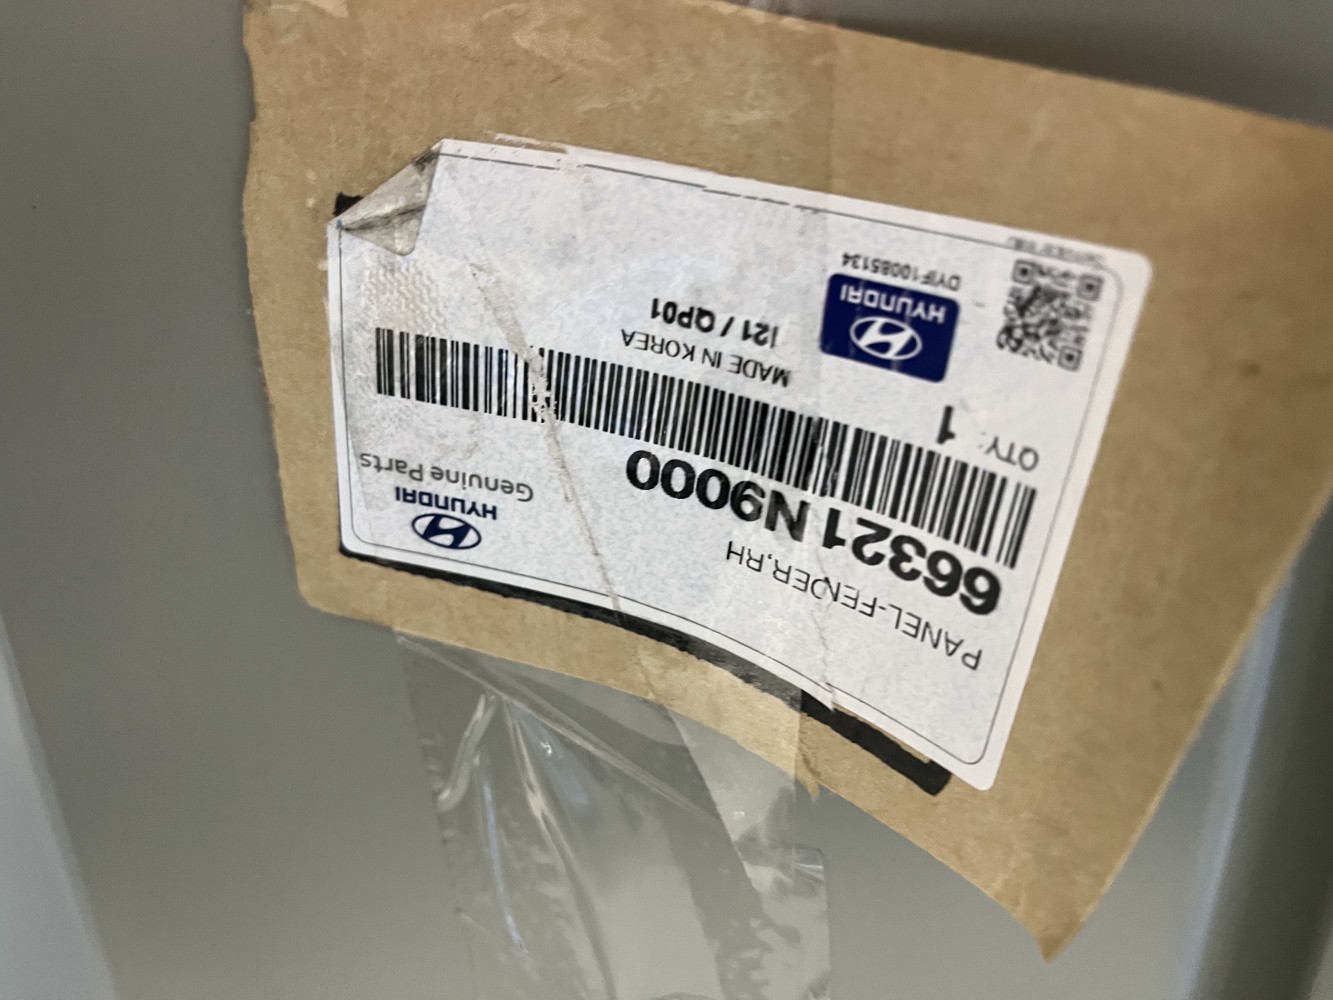 HYUNDAI
Genuine Parts
PANEL-FENDER,RH
66321 N9000
QTY: 1
MADE IN KOREA
I21 / QP01
HYUNDAI
DYIF10085134